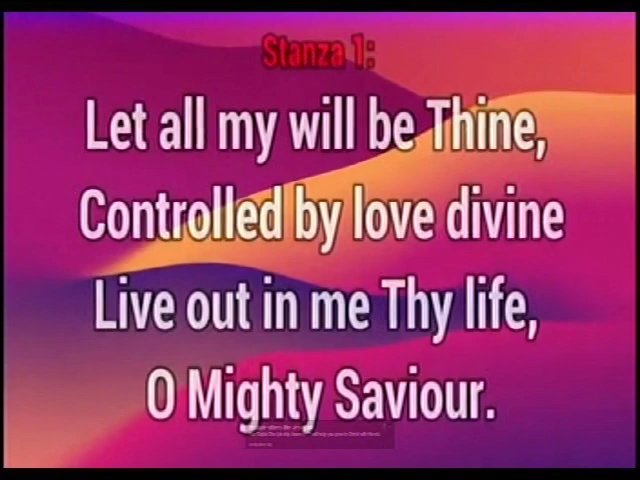 Stanza 1:
Let all my will be Thine,
Controlled by love divine
Live out in me Thy life,
O Mighty Saviour.